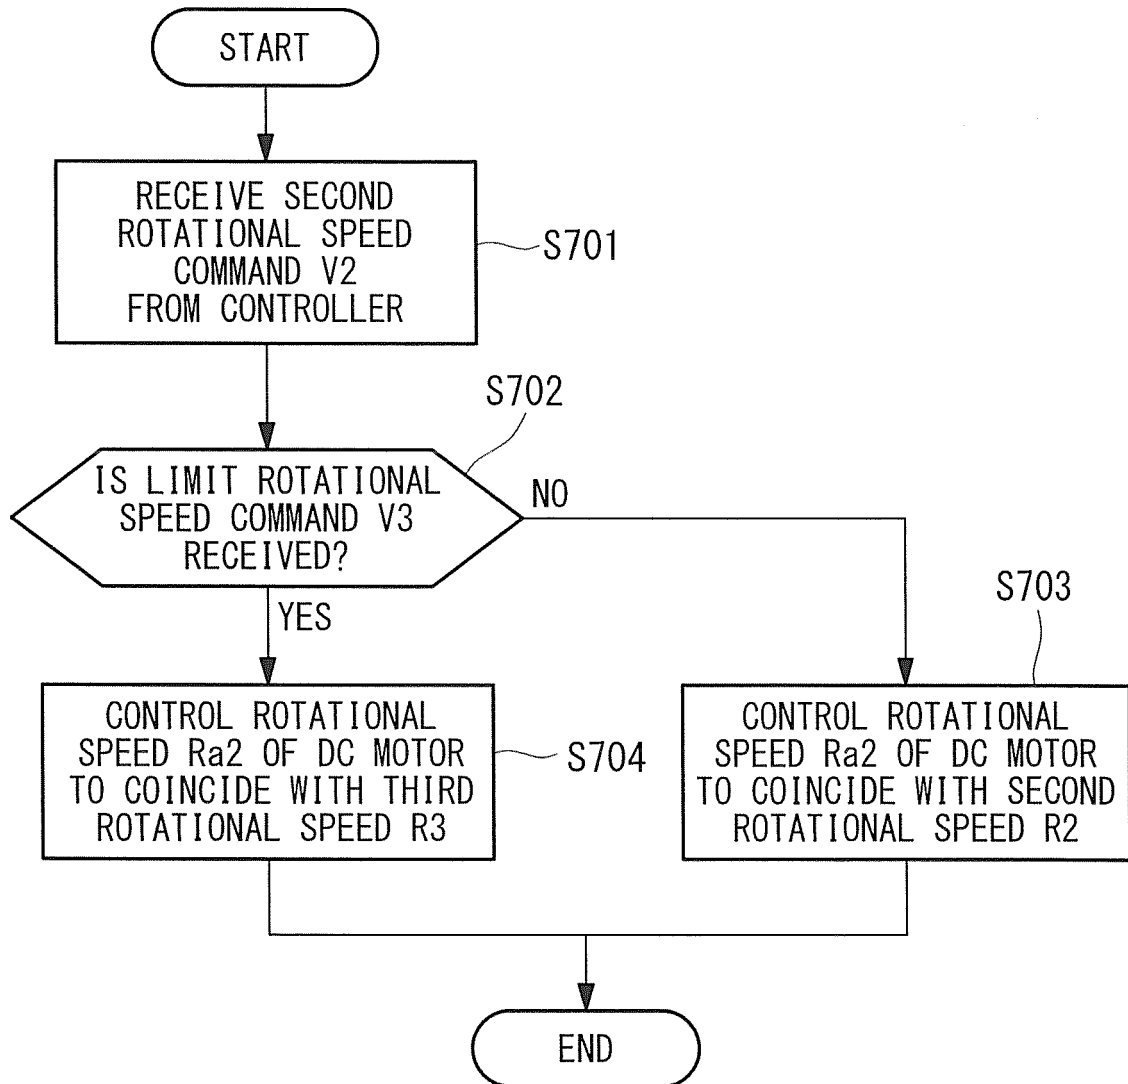 START
RECEIVE SECOND
ROTATIONAL SPEED
COMMAND V2
FROM CONTROLLER
S701
S702
IS LIMIT ROTATIONAL
SPEED COMMAND V3
RECEIVED?
NO
YES
S703
CONTROL ROTATIONAL
SPEED Ra2 OF DC MOTOR
TO COINCIDE WITH THIRD
ROTATIONAL SPEED R3
S704
CONTROL ROTATIONAL
SPEED Ra2 OF DC MOTOR
TO COINCIDE WITH SECOND
ROTATIONAL SPEED R2
END